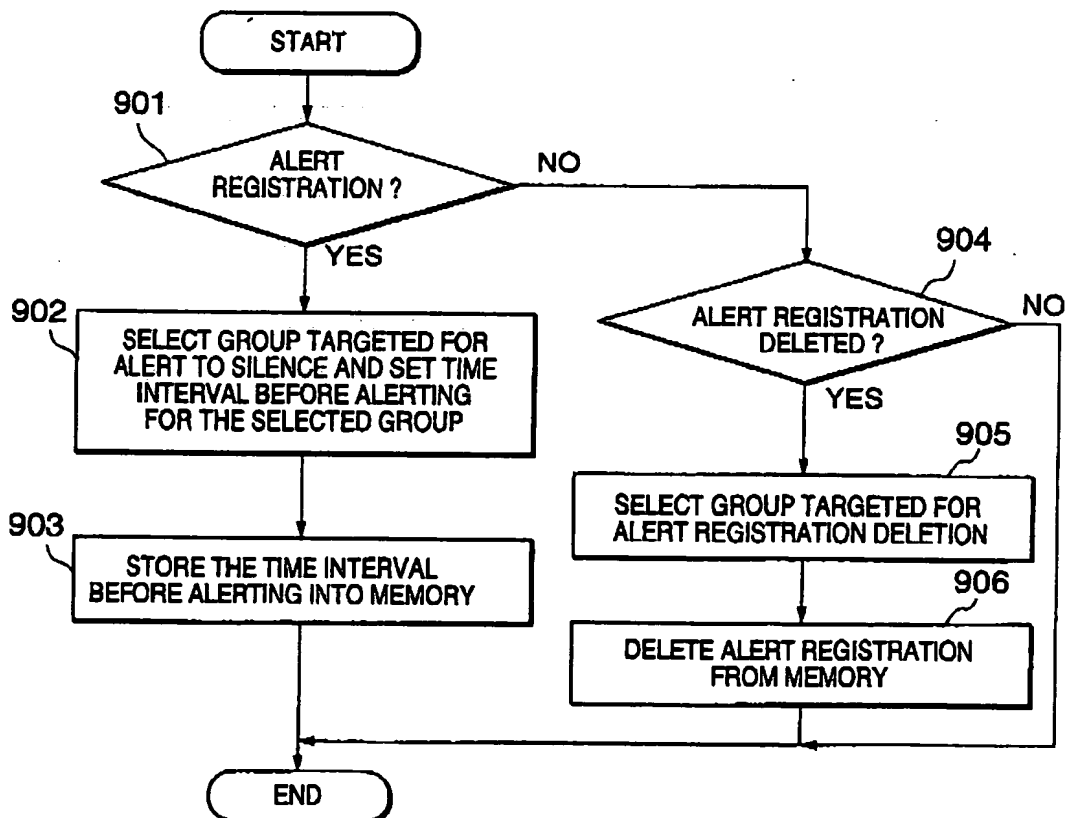 START
901
ALERT
REGISTRATION ?
NO
YES
904
ALERT REGISTRATION
DELETED ?
NO
YES
902
SELECT GROUP TARGETED FOR
ALERT TO SILENCE AND SET TIME
INTERVAL BEFORE ALERTING
FOR THE SELECTED GROUP
905
SELECT GROUP TARGETED FOR
ALERT REGISTRATION DELETION
903
STORE THE TIME INTERVAL
BEFORE ALERTING INTO MEMORY
906
DELETE ALERT REGISTRATION
FROM MEMORY
END